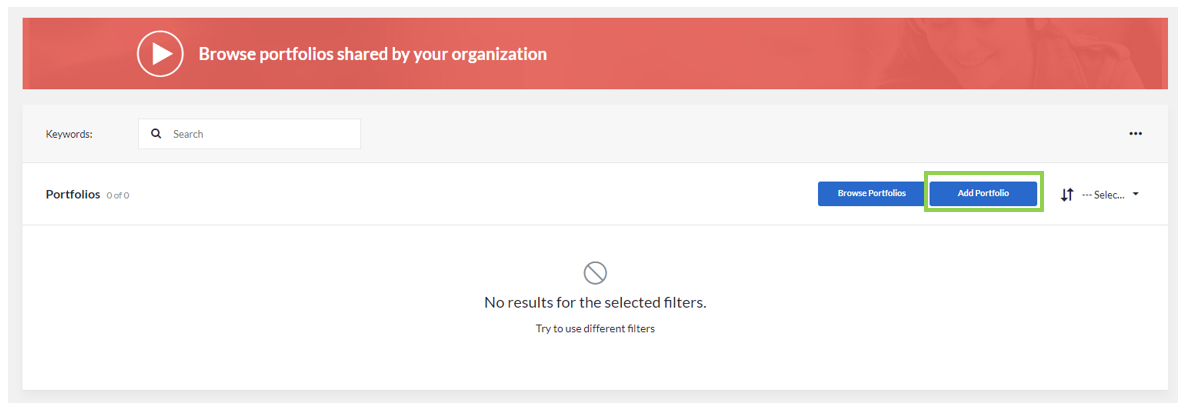 Browse portfolios shared by your organization
Keywords:
Search
Portfolios 0 of 0
Browse Portfolios
Add Portfolio
--- Selec...
No results for the selected filters.
Try to use different filters